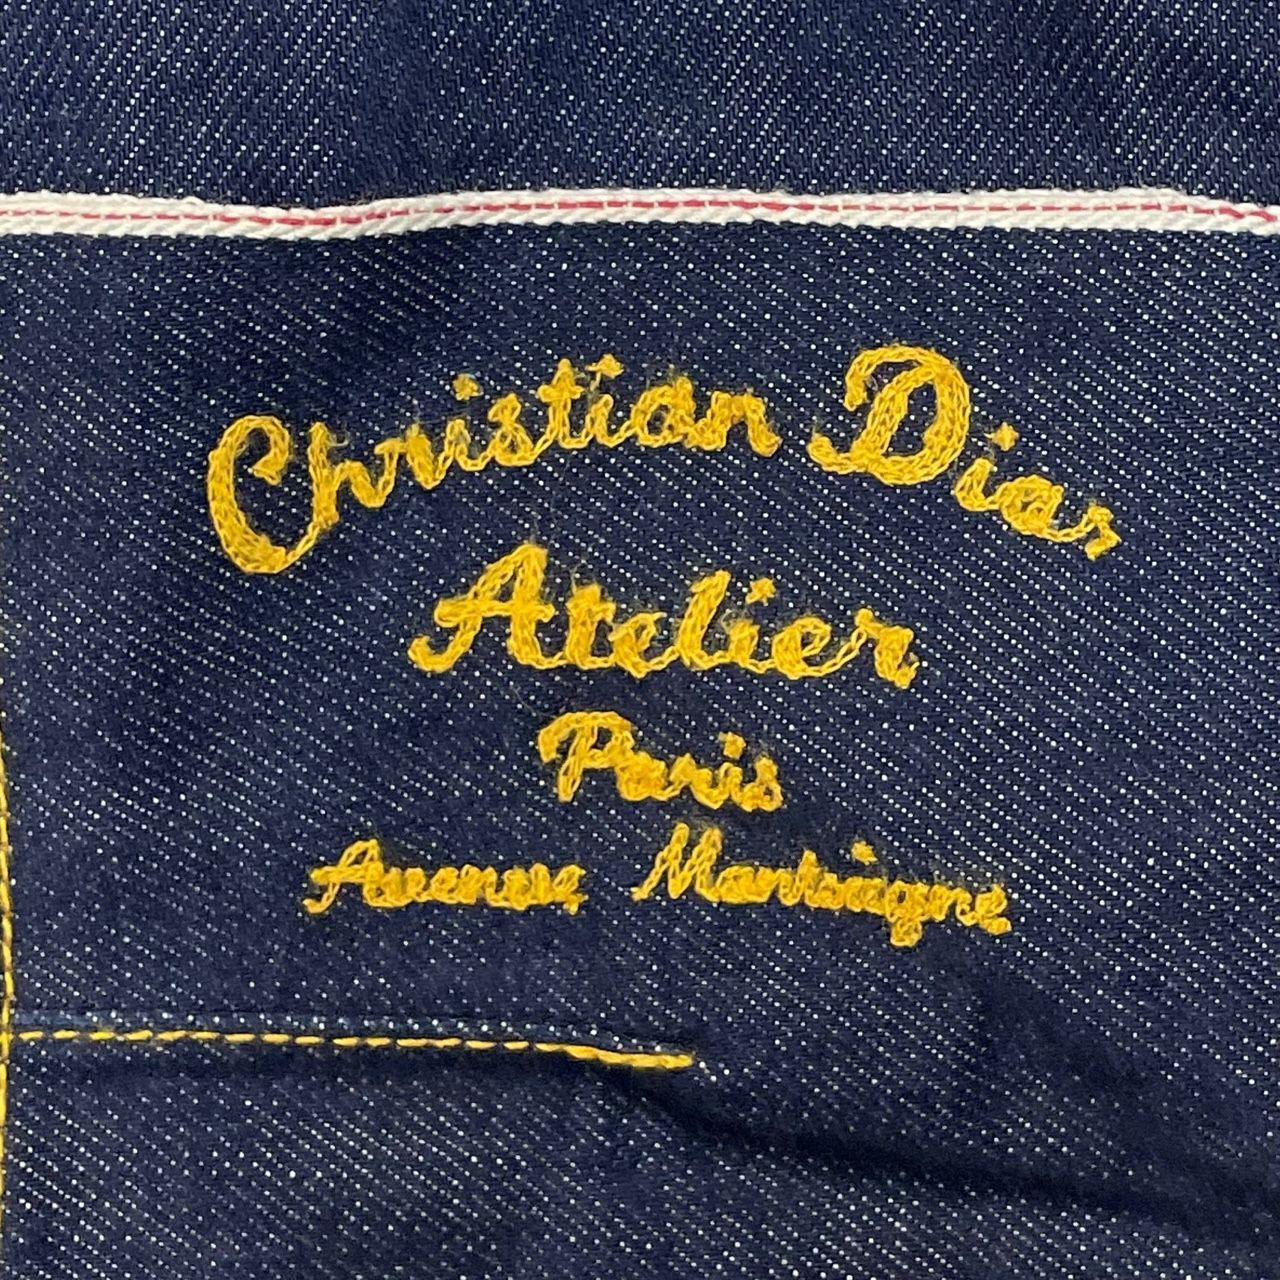 Christian Dior
Atelier
Paris
Avenue Montaigne